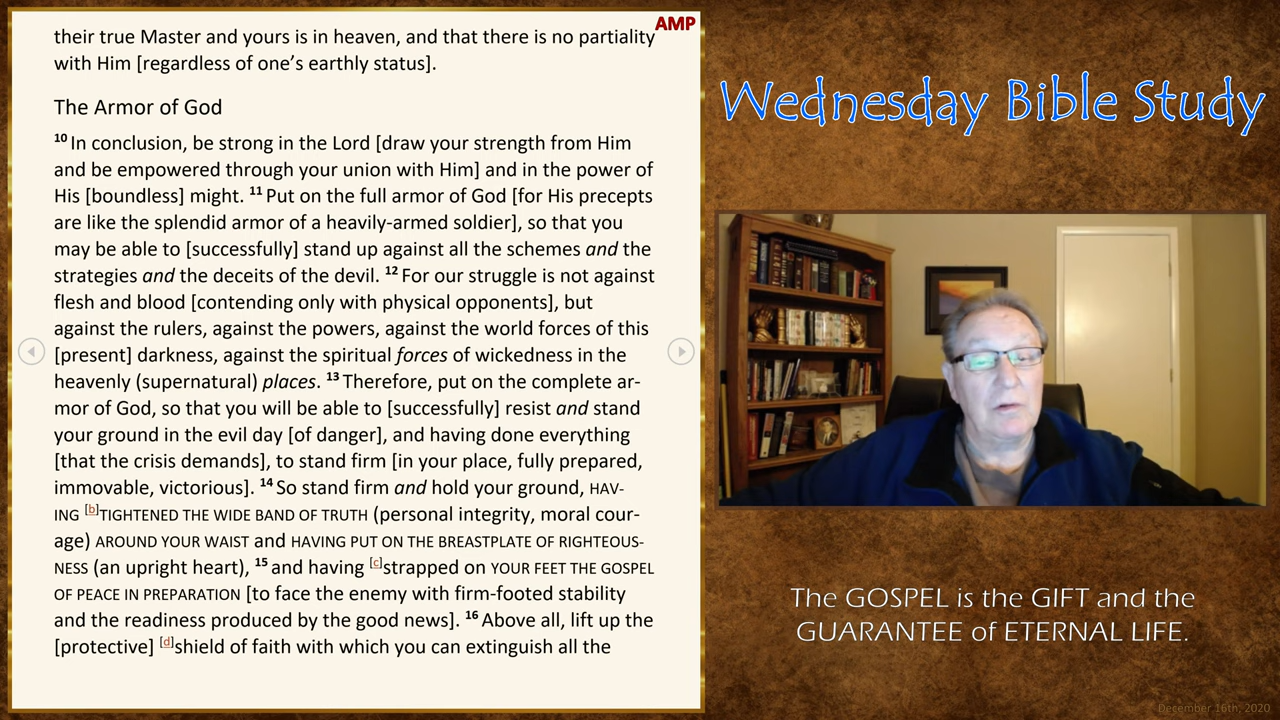 AMP
their true Master and yours is in heaven, and that there is no partiality
with Him [regardless of one’s earthly status].
The Armor of God
10 In conclusion, be strong in the Lord [draw your strength from Him
and be empowered through your union with Him] and in the power of
His [boundless] might. 11 Put on the full armor of God [for His precepts
are like the splendid armor of a heavily-armed soldier], so that you
may be able to [successfully] stand up against all the schemes and the
strategies and the deceits of the devil. 12 For our struggle is not against
flesh and blood [contending only with physical opponents], but
against the rulers, against the powers, against the world forces of this
[present] darkness, against the spiritual forces of wickedness in the
heavenly (supernatural) places. 13 Therefore, put on the complete ar-
mor of God, so that you will be able to [successfully] resist and stand
your ground in the evil day [of danger], and having done everything
[that the crisis demands], to stand firm [in your place, fully prepared,
immovable, victorious]. 14 So stand firm and hold your ground, HAV-
ING [b]TIGHTENED THE WIDE BAND OF TRUTH (personal integrity, moral cour-
age) AROUND YOUR WAIST and HAVING PUT ON THE BREASTPLATE OF RIGHTEOUS-
NESS (an upright heart), 15 and having [c]strapped on YOUR FEET THE GOSPEL
OF PEACE IN PREPARATION [to face the enemy with firm-footed stability
and the readiness produced by the good news]. 16 Above all, lift up the
[protective] [d]shield of faith with which you can extinguish all the
Wednesday Bible Study
The GOSPEL is the GIFT and the
GUARANTEE of ETERNAL LIFE.
December 16th, 2020